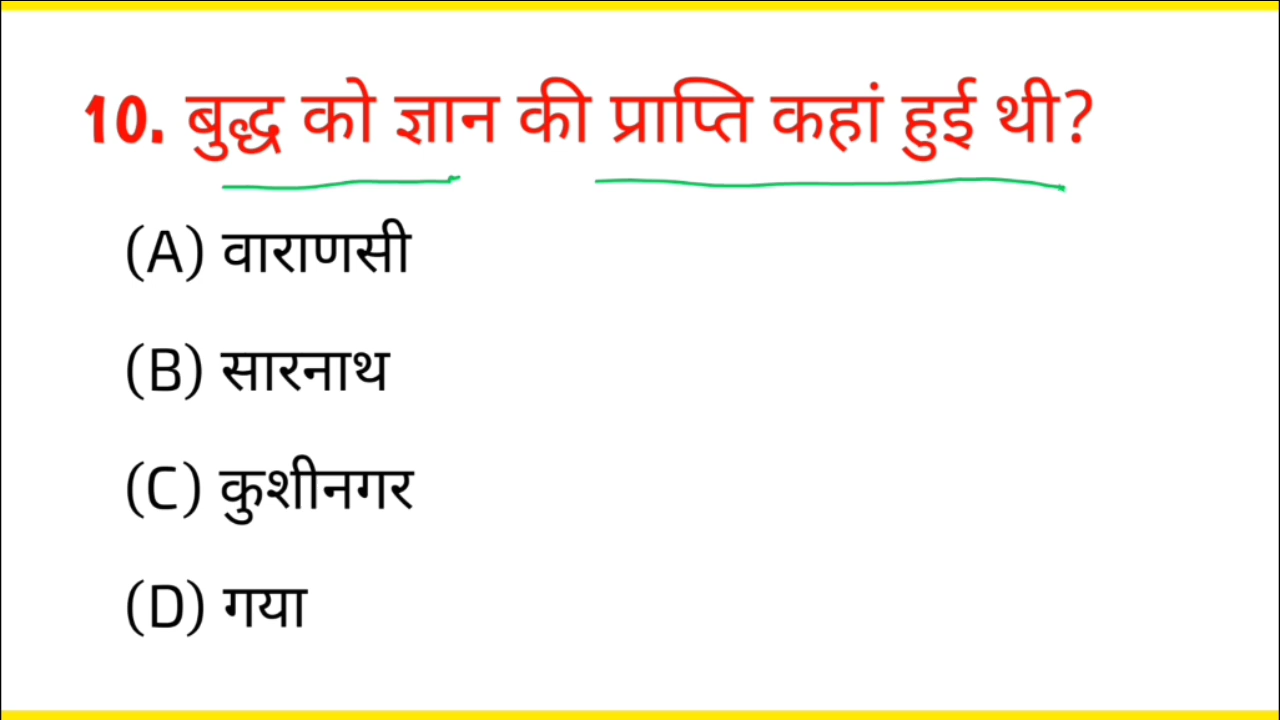 10. बुद्ध को ज्ञान की प्राप्ति कहां हुई थी?
(A) वाराणसी
(B) सारनाथ
(C) कुशीनगर
(D) गया